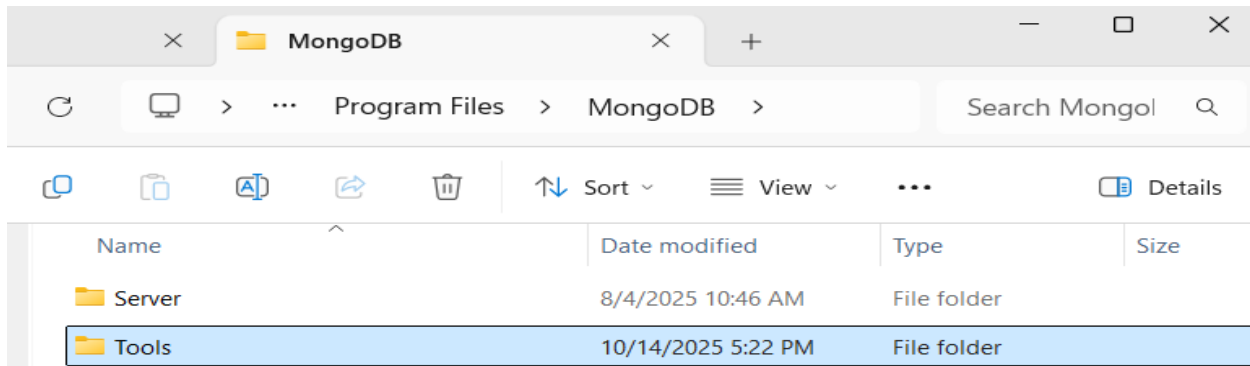 MongoDB
Program Files > MongoDB >
Search Mongol
Sort
View
Details
Name
Date modified
Type
Size
Server 8/4/2025 10:46 AM File folder
Tools 10/14/2025 5:22 PM File folder